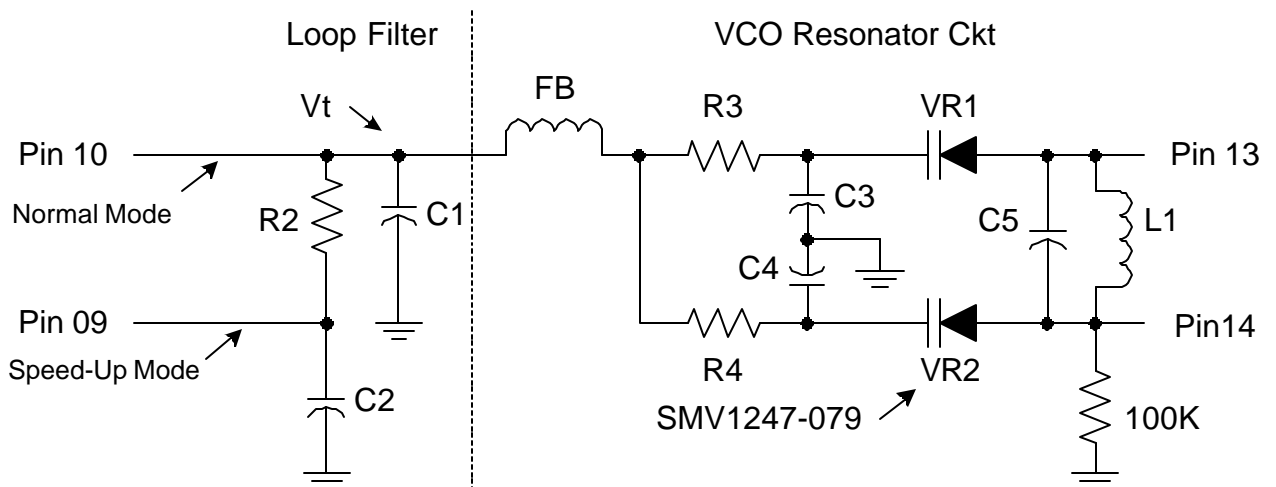 Loop Filter
VCO Resonator Ckt
Vt
FB
R3
VR1
Pin 10
Pin 13
Normal Mode
R2
C1
C3
C5
L1
C4
Pin 09
Pin14
Speed-Up Mode
C2
R4
VR2
SMV1247-079
100K